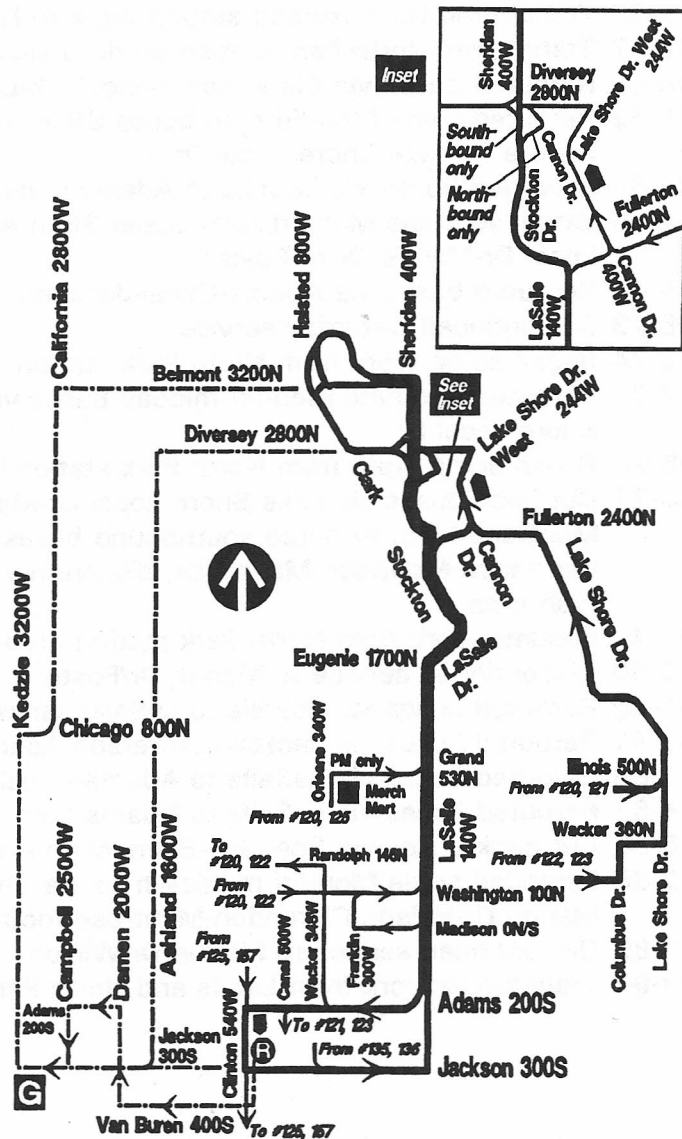 Inset
Sheridan
400W
Diversey
2800N
Lake Shore Dr. West
244W
South-
bound
only
North
bound
only
Cannon Dr.
Stockton
Dr.
Fullerton
2400N
Cannon Dr.
400W
LaSalle
140W
California 2800W
Halsted 800W
Sheridan 400W
Belmont 3200N
See
Inset
Lake Shore Dr.
244W
West
Diversey 2800N
Clark
Kedzie 3200W
Fullerton 2400N
Cannon
Dr.
Stockton
Lake Shore Dr.
LaSalle
Dr.
Eugenie 1700N
Chicago 800N
Orleans 340W
PM only
Merch
Mart
From #120, 125
Grand
530N
Illinois 500N
From #120, 121
LaSalle
140W
Wacker 360N
To
#120, 122
Randolph 146N
From #122, 123
From
#120, 122
Washington 100N
Madison 0N/S
Campbell 2500W
Damen 2000W
Ashland 1600W
From
#125, 157
Canal 500W
Wacker 348W
Franklin
300W
Columbus Dr.
Lake Shore Dr.
Adams
200S
Clinton 540W
To #121, 123
Adams 200S
Jackson
300S
R
From #135, 136
Jackson 300S
G
Van Buren 400S
To #125, 157